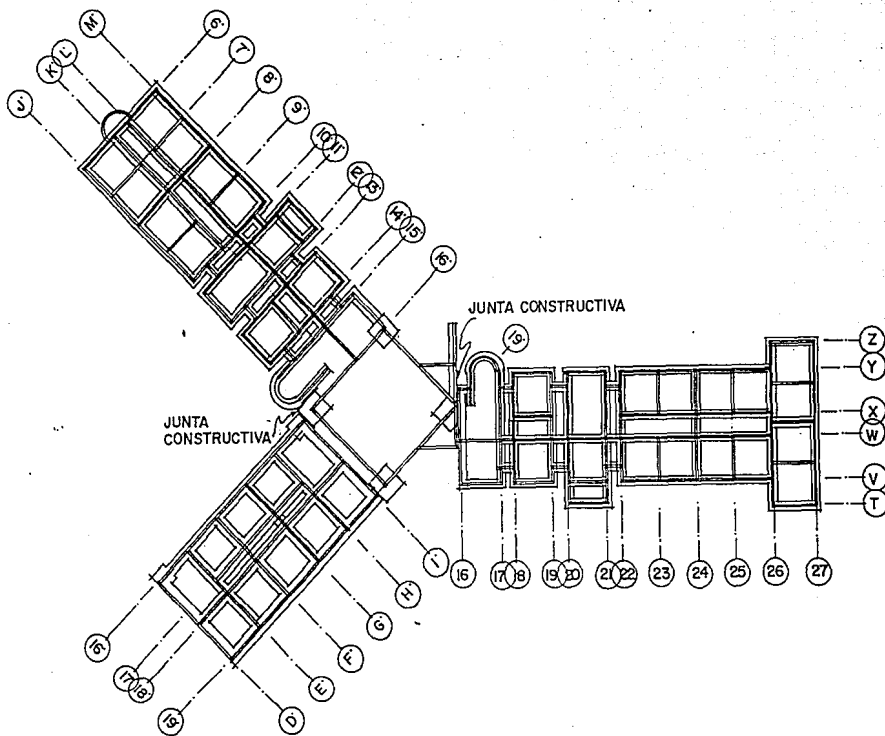 M'
6'
7'
8'
9'
10'
11'
12'
13'
14'
15'
16'
L'
K'
J'
JUNTA CONSTRUCTIVA
19'
Z
Y
X
W
V
T
JUNTA
CONSTRUCTIVA
16
17
18
19
20
21
22
23
24
25
26
27
I'
H'
G'
F'
E'
D'
16'
17'
18'
19'